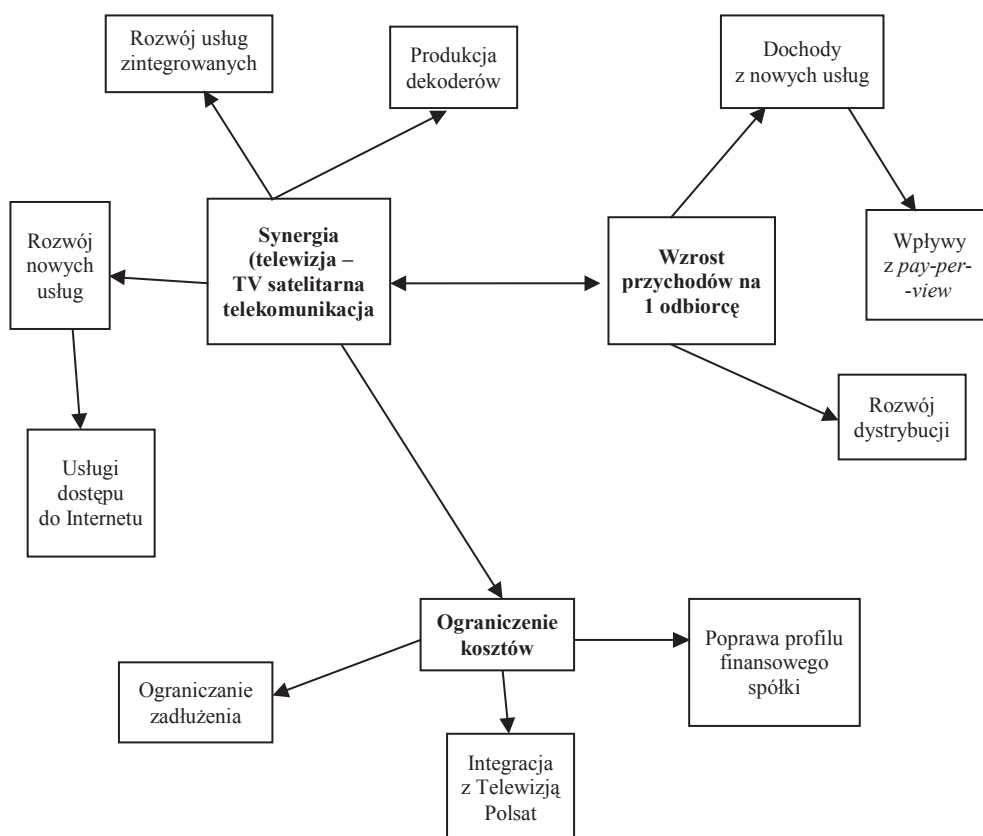 Rozwój usług
zintegrowanych
Produkcja
dekoderów
Dochody
z nowych usług
Rozwój
nowych
usług
Synergia
(telewizja –
TV satelitarna
telekomunikacja
Wzrost
przychodów na
1 odbiorcę
Wpływy
z pay-per-
-view
Rozwój
dystrybucji
Usługi
dostępu
do Internetu
Ograniczenie
kosztów
Poprawa profilu
finansowego
spółki
Ograniczanie
zadłużenia
Integracja
z Telewizją
Polsat